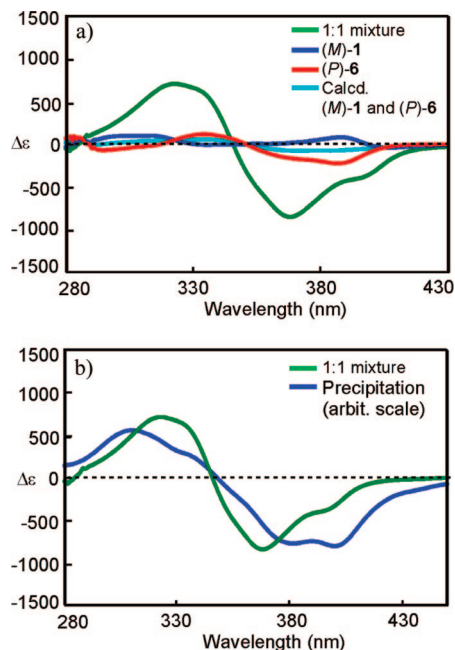 a)
1:1 mixture
(M)-1
(P)-6
Calcd.
(M)-1 and (P)-6
1500
1000
500
Δε 0
-500
-1000
-1500
280 330 380 430
Wavelength (nm)
b)
1:1 mixture
Precipitation
(arbit. scale)
1500
1000
500
Δε 0
-500
-1000
-1500
280 330 380 430
Wavelength (nm)